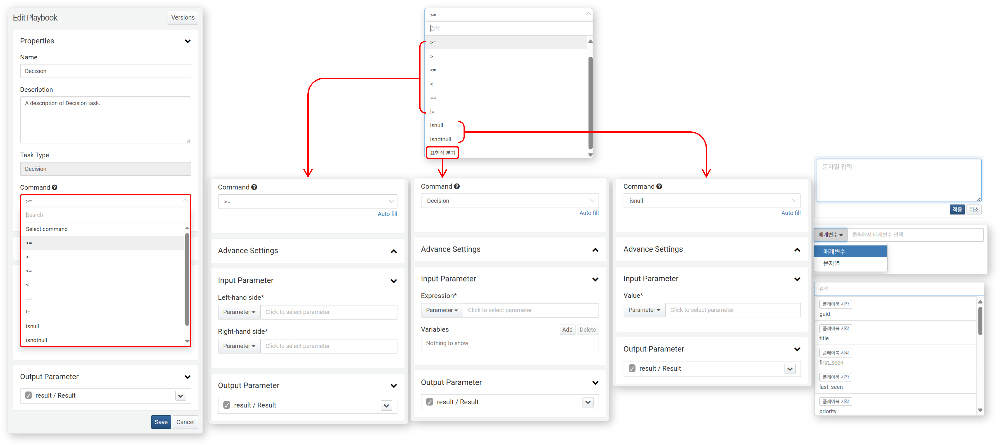 Edit Playbook
Versions
Properties
Name
Decision
Description
A description of Decision task.
Task Type
Decision
Command
>=
Search
Select command
>=
>
<=
<
==
!=
isnull
isnotnull
Output Parameter
result / Result
Save
Cancel
>=
검색
>=
>
<=
<
==
!=
isnull
isnotnull
표현식 분기
Command
>=
Auto fill
Advance Settings
Input Parameter
Left-hand side*
Parameter
Click to select parameter
Right-hand side*
Parameter
Click to select parameter
Output Parameter
result / Result
Command
Decision
Auto fill
Advance Settings
Input Parameter
Expression*
Parameter
Click to select parameter
Variables
Add
Delete
Nothing to show
Output Parameter
result / Result
Command
isnull
Auto fill
Advance Settings
Input Parameter
Value*
Parameter
Click to select parameter
Output Parameter
result / Result
문자열 입력
적용
취소
매개변수
클릭해서 매개변수 선택
매개변수
문자열
검색
플레이북 시작
guid
플레이북 시작
title
플레이북 시작
first_seen
플레이북 시작
last_seen
플레이북 시작
priority